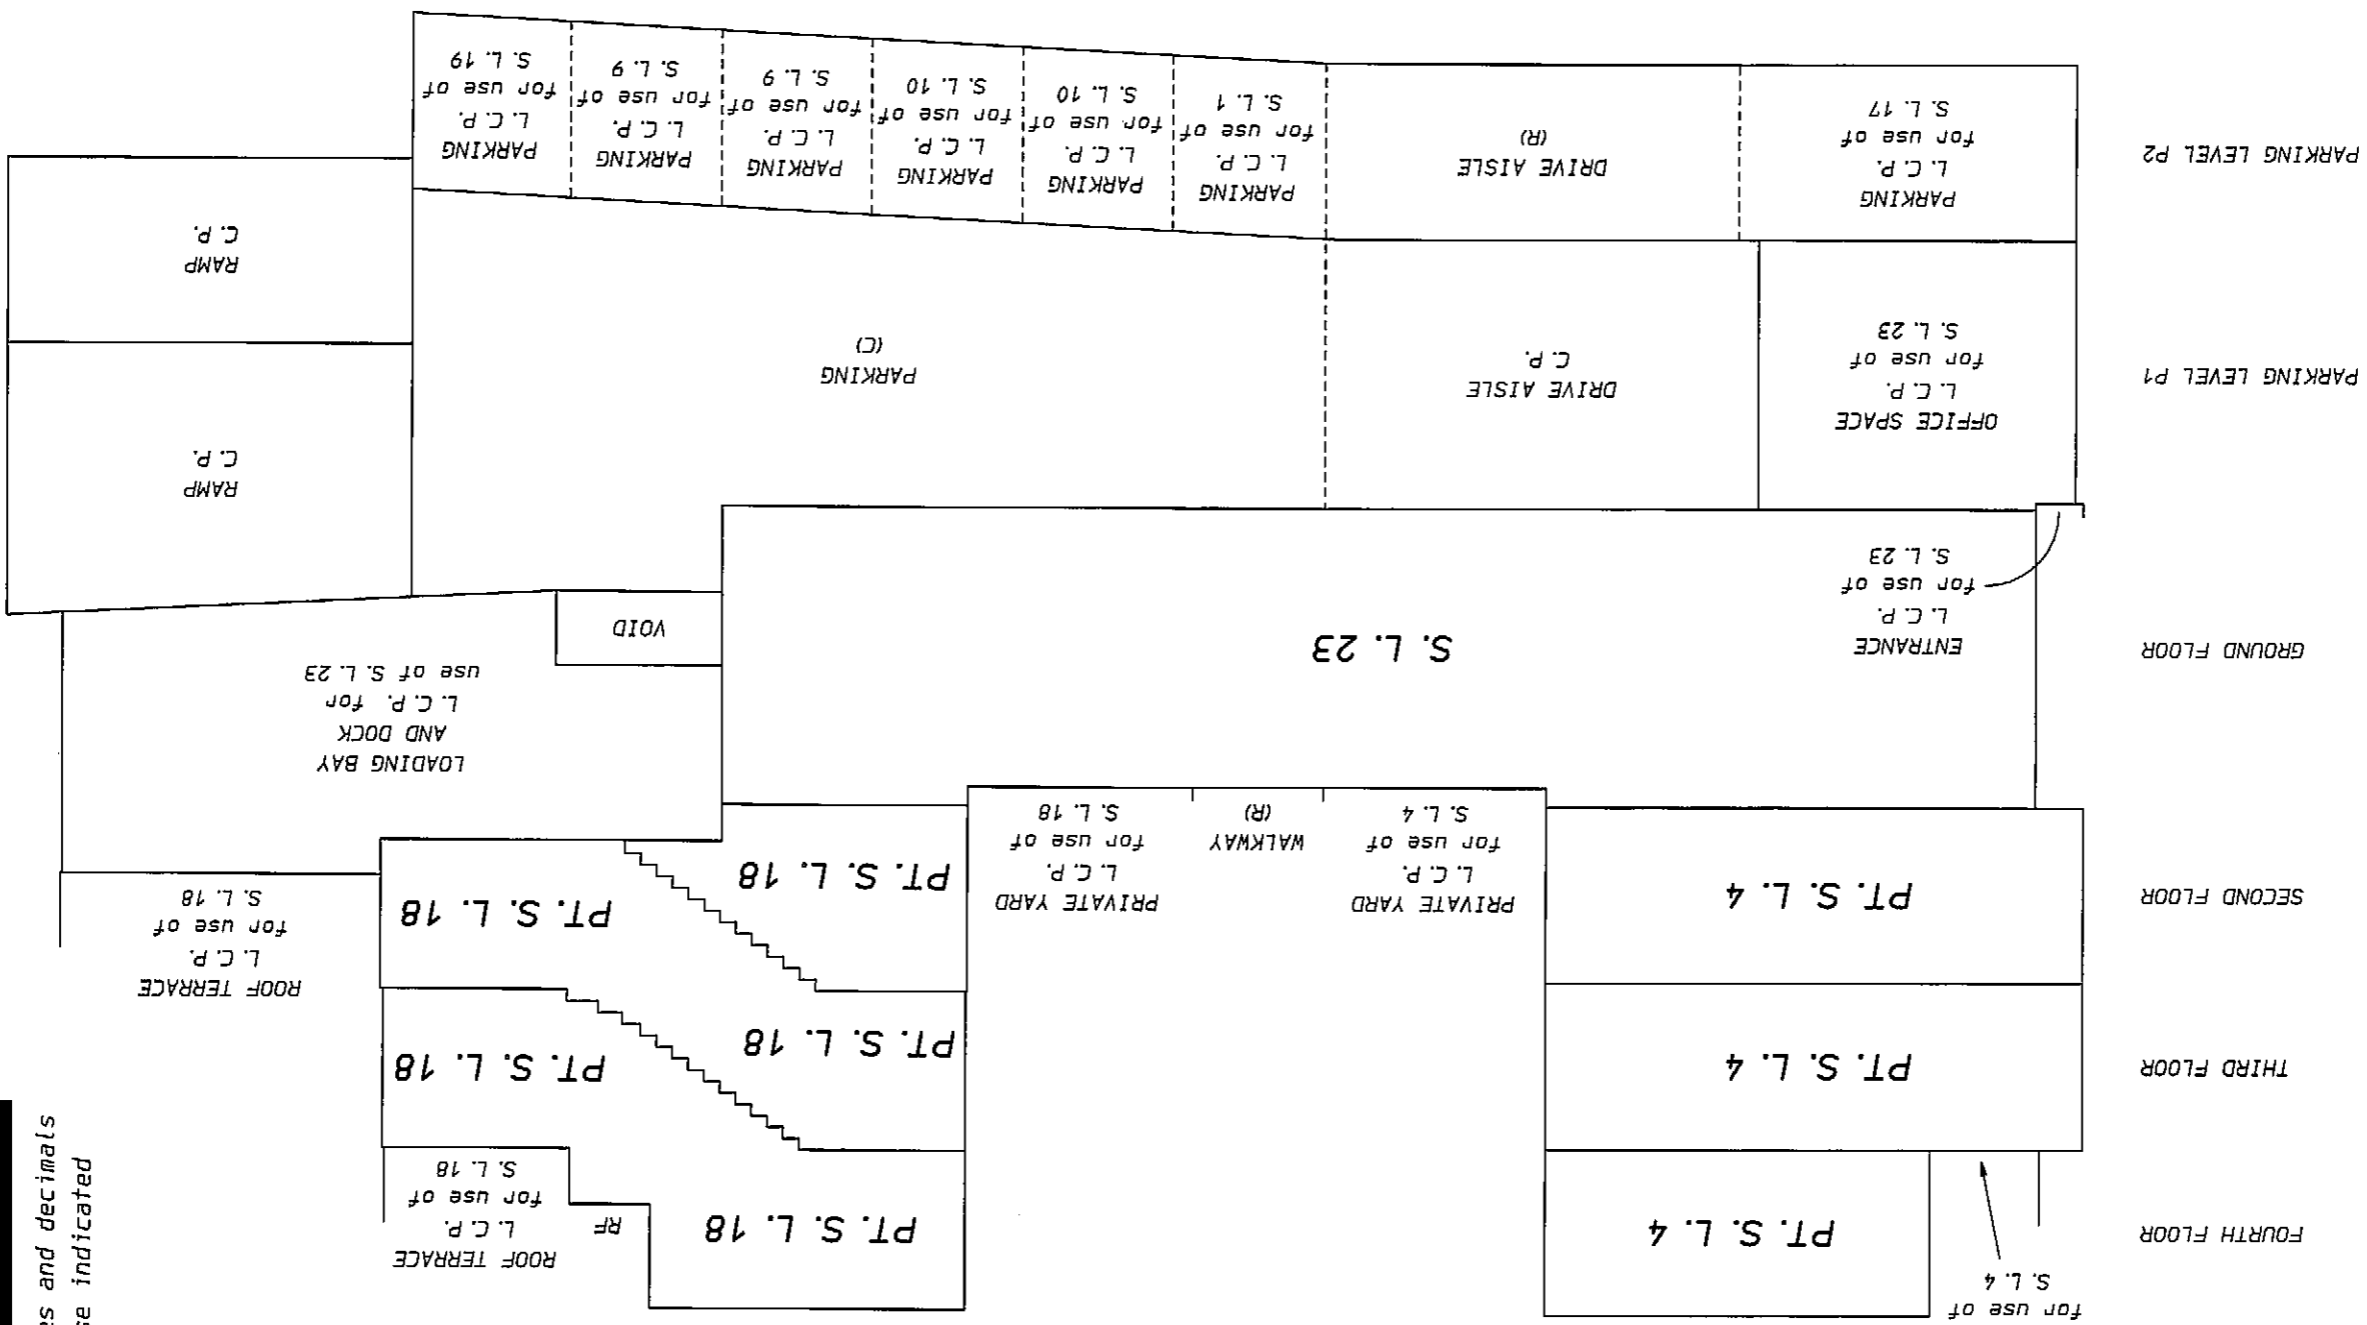 for use of
S. L. 4
FOURTH FLOOR
PT. S. L. 4
PT. S. L. 18
RF
ROOF TERRACE
L. C. P.
for use of
S. L. 18
THIRD FLOOR
PT. S. L. 4
PT. S. L. 18
PT. S. L. 18
SECOND FLOOR
PT. S. L. 4
PRIVATE YARD
L. C. P.
for use of
S. L. 4
WALKWAY
(R)
PRIVATE YARD
L. C. P.
for use of
S. L. 18
PT. S. L. 18
PT. S. L. 18
ROOF TERRACE
L. C. P.
for use of
S. L. 18
GROUND FLOOR
ENTRANCE
L. C. P.
for use of
S. L. 23
S. L. 23
VOID
LOADING BAY
AND DOCK
L. C. P. for
use of S. L. 23
PARKING LEVEL P1
OFFICE SPACE
L. C. P.
for use of
S. L. 23
DRIVE AISLE
C. P.
PARKING
(C)
RAMP
C. P.
PARKING LEVEL P2
PARKING
L. C. P.
for use of
S. L. 17
DRIVE AISLE
(R)
PARKING
L. C. P.
for use of
S. L. 1
PARKING
L. C. P.
for use of
S. L. 10
PARKING
L. C. P.
for use of
S. L. 10
PARKING
L. C. P.
for use of
S. L. 9
PARKING
L. C. P.
for use of
S. L. 9
PARKING
L. C. P.
for use of
S. L. 19
RAMP
C. P.
and decimals
indicated